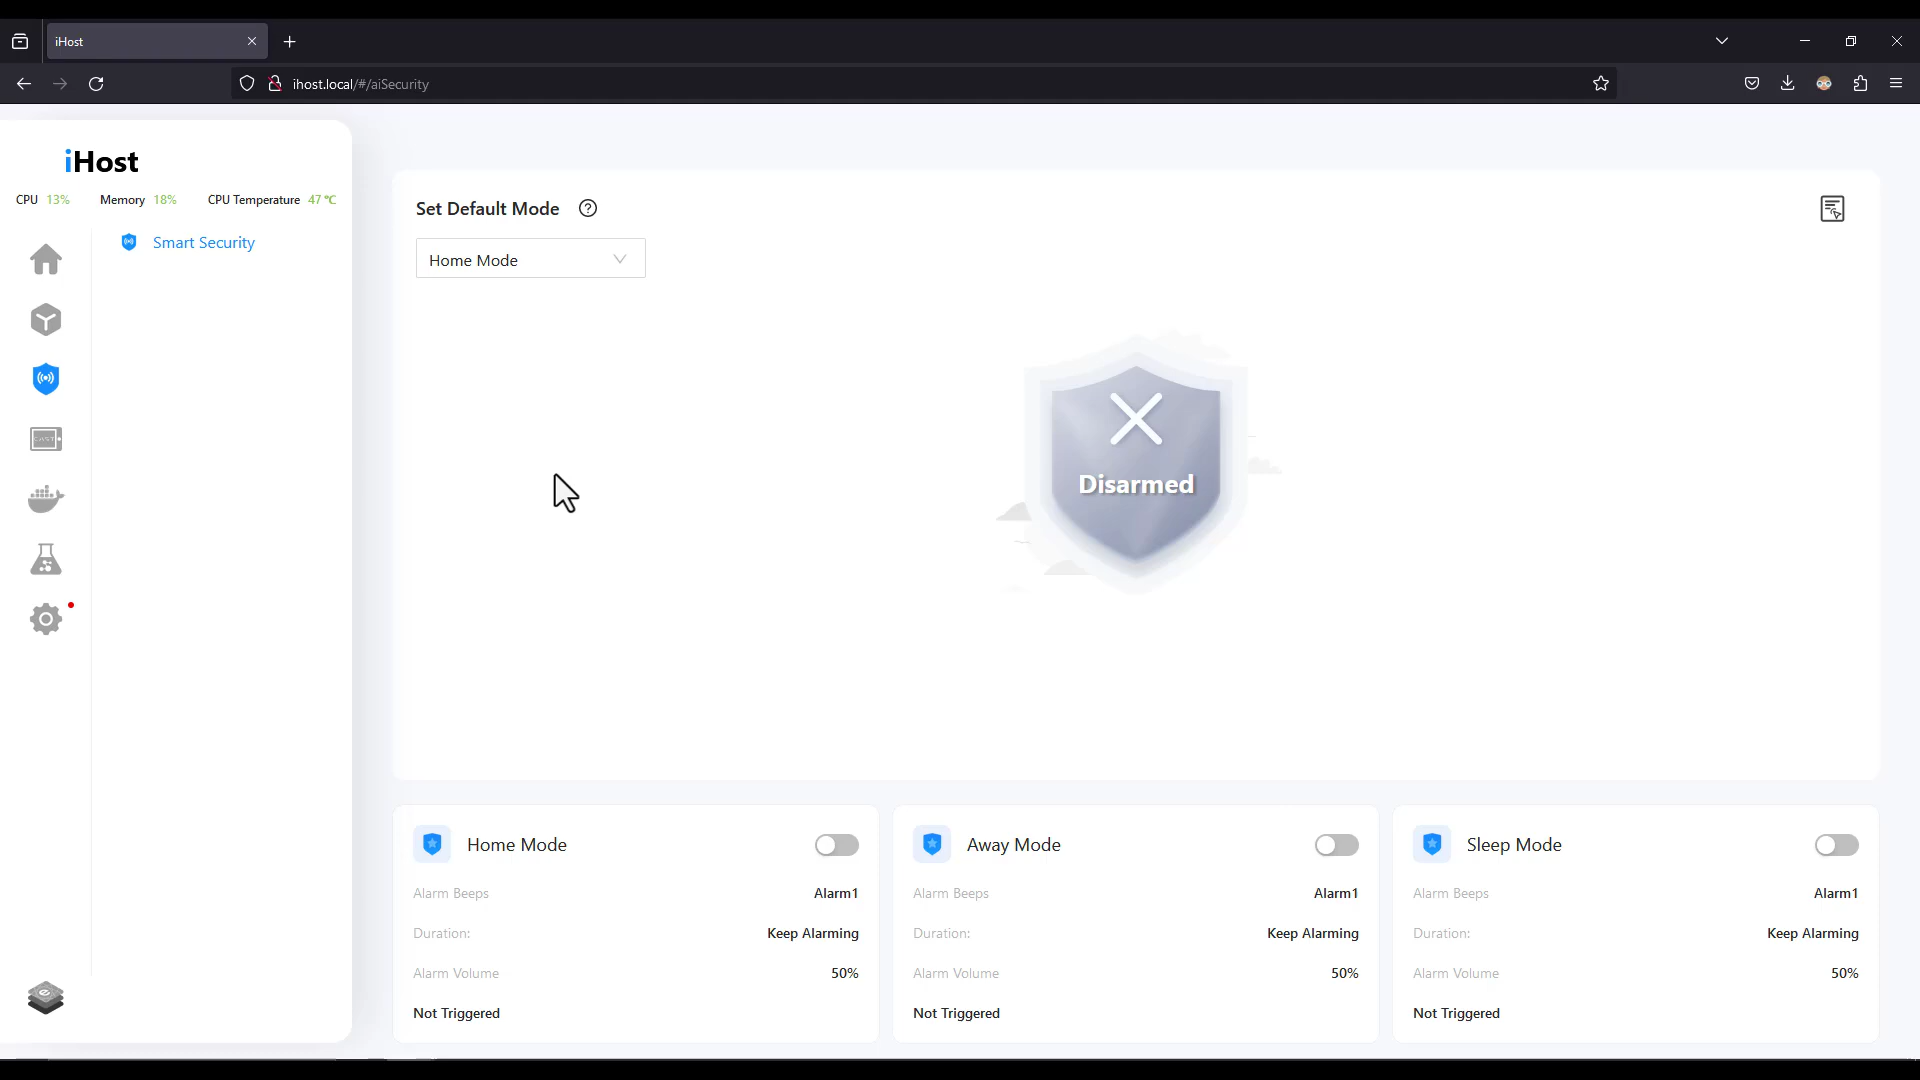 iHost
ihost.local/#/aiSecurity
iHost
CPU 13% Memory 18% CPU Temperature 47 ℃
Smart Security
Set Default Mode
Home Mode
Disarmed
CAST
Home Mode
Alarm Beeps Alarm1
Duration: Keep Alarming
Alarm Volume 50%
Not Triggered
Away Mode
Alarm Beeps Alarm1
Duration: Keep Alarming
Alarm Volume 50%
Not Triggered
Sleep Mode
Alarm Beeps Alarm1
Duration: Keep Alarming
Alarm Volume 50%
Not Triggered